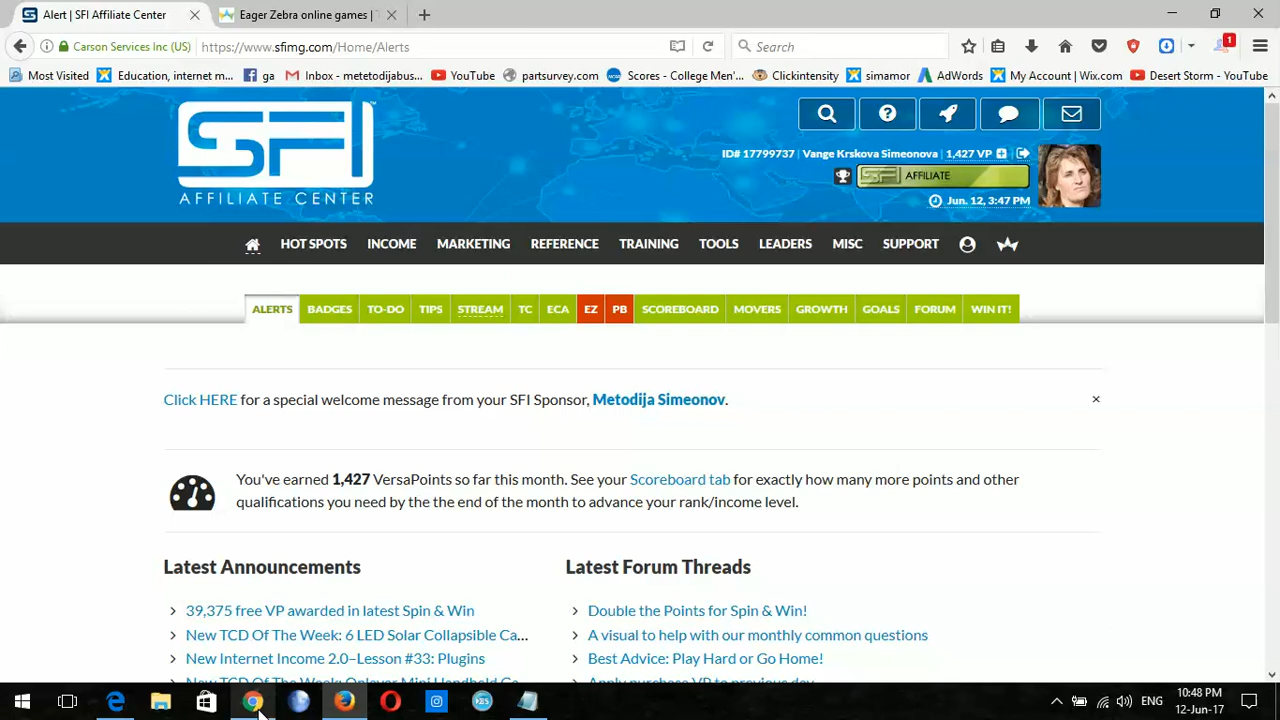 Alert | SFI Affiliate Center
Eager Zebra online games | T
Carson Services Inc (US)
https://www.sfimg.com/Home/Alerts
Search
1
Most Visited
Education, internet m...
ga
Inbox - metetodijabus...
YouTube
partsurvey.com
Scores - College Men'...
Clickintensity
simamor
AdWords
My Account | Wix.com
Desert Storm - YouTube
SFI
AFFILIATE CENTER
ID# 17799737 | Vange Krskova Simeonova | 1,427 VP
SFI AFFILIATE
Jun. 12, 3:47 PM
HOT SPOTS INCOME MARKETING REFERENCE TRAINING TOOLS LEADERS MISC SUPPORT
ALERTS BADGES TO-DO TIPS STREAM TC ECA EZ PB SCOREBOARD MOVERS GROWTH GOALS FORUM WIN IT!
Click HERE for a special welcome message from your SFI Sponsor, Metodija Simeonov.
You've earned 1,427 VersaPoints so far this month. See your Scoreboard tab for exactly how many more points and other
qualifications you need by the the end of the month to advance your rank/income level.
Latest Announcements
39,375 free VP awarded in latest Spin & Win
New TCD Of The Week: 6 LED Solar Collapsible Ca...
New Internet Income 2.0–Lesson #33: Plugins
Latest Forum Threads
Double the Points for Spin & Win!
A visual to help with our monthly common questions
Best Advice: Play Hard or Go Home!
ENG
10:48 PM
12-Jun-17